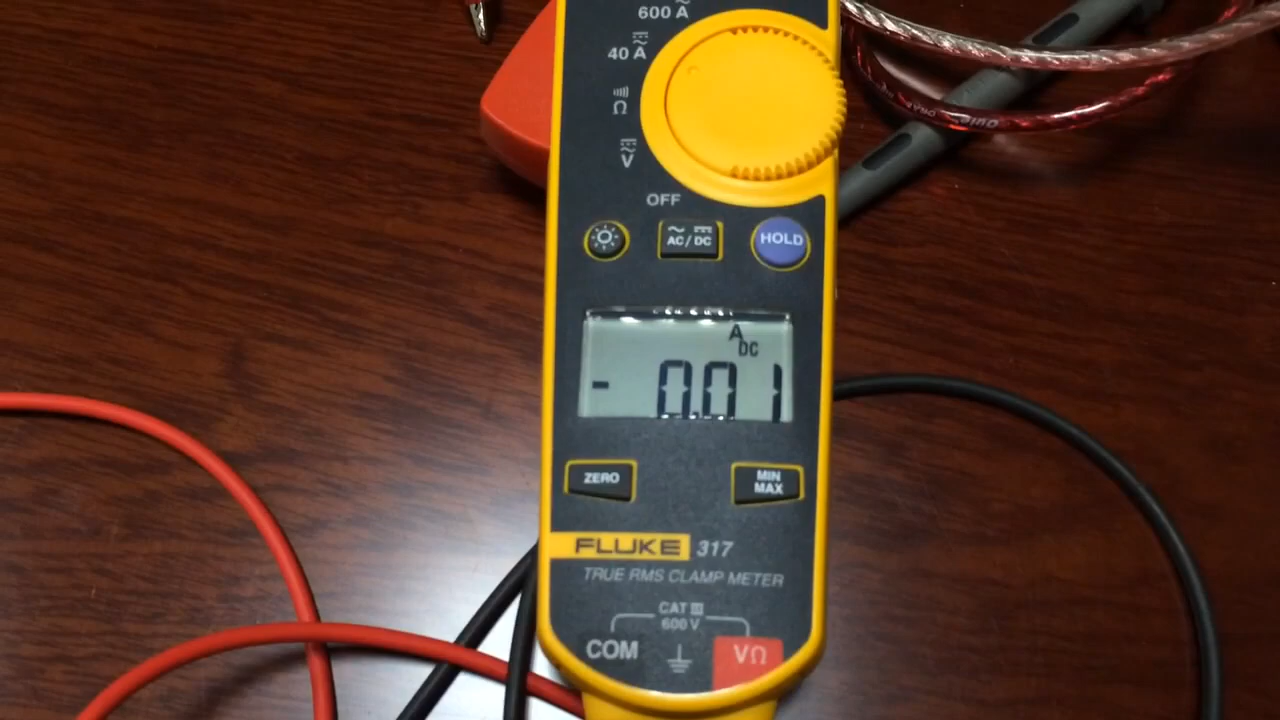 600 A
40 A
Ω
V
OFF
AC/DC
HOLD
A
DC
- 0.01
ZERO
MIN
MAX
FLUKE 317
TRUE RMS CLAMP METER
CAT III
600 V
COM
VΩ